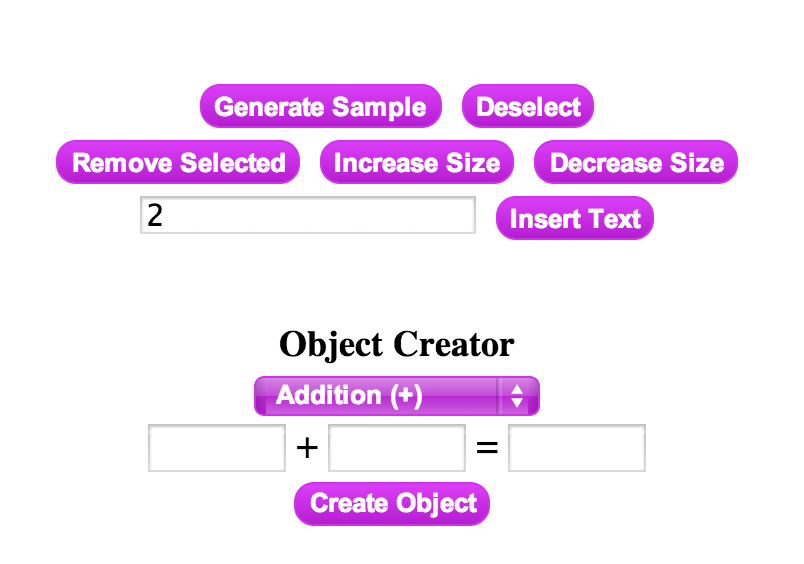 Generate Sample Deselect
Remove Selected Increase Size Decrease Size
2 Insert Text
Object Creator
Addition (+)
+ =
Create Object